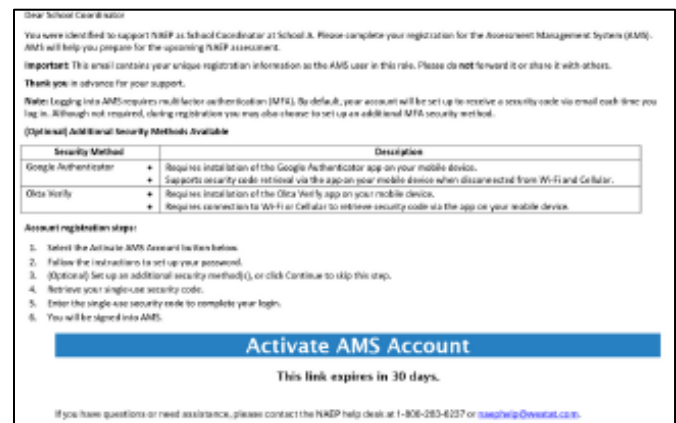 Dear School Coordinator
You were identified to support NAEP as School Coordinator at School A. Please complete your registration for the Assessment Management System (AMS).
AMS will help you prepare for the upcoming NAEP assessment.
Important: This email contains your unique registration information as the AMS user in this role. Please do not forward it or share it with others.
Thank you in advance for your support.
Note: Logging into AMS requires multifactor authentication (MFA). By default, your account will be set up to receive a security code via email each time you
log in. Although not required, during registration you may also choose to set up an additional MFA security method.
(Optional) Additional Security Methods Available
Security Method Description
Google Authenticator • Requires installation of the Google Authenticator app on your mobile device.
• Supports security code retrieval via the app on your mobile device when disconnected from Wi-Fi and Cellular.
Okta Verify • Requires installation of the Okta Verify app on your mobile device.
• Requires connection to Wi-Fi or Cellular to retrieve security code via the app on your mobile device.
Account registration steps:
1. Select the Activate AMS Account button below.
2. Follow the instructions to set up your password.
3. (Optional) Set up an additional security method(s), or click Continue to skip this step.
4. Retrieve your single-use security code.
5. Enter the single-use security code to complete your login.
6. You will be signed into AMS.
Activate AMS Account
This link expires in 30 days.
If you have questions or need assistance, please contact the NAEP help desk at 1-800-283-6237 or naephelp@westat.com.